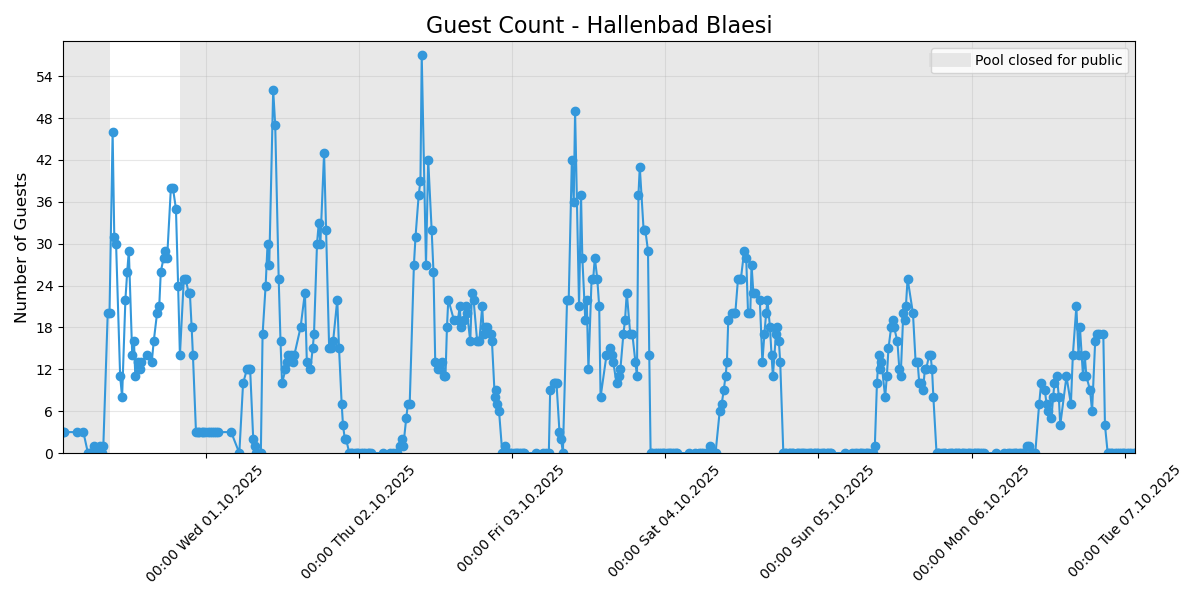 Guest Count - Hallenbad Blaesi
Pool closed for public
Number of Guests
54
48
42
36
30
24
18
12
6
0
00:00 Wed 01.10.2025
00:00 Thu 02.10.2025
00:00 Fri 03.10.2025
00:00 Sat 04.10.2025
00:00 Sun 05.10.2025
00:00 Mon 06.10.2025
00:00 Tue 07.10.2025